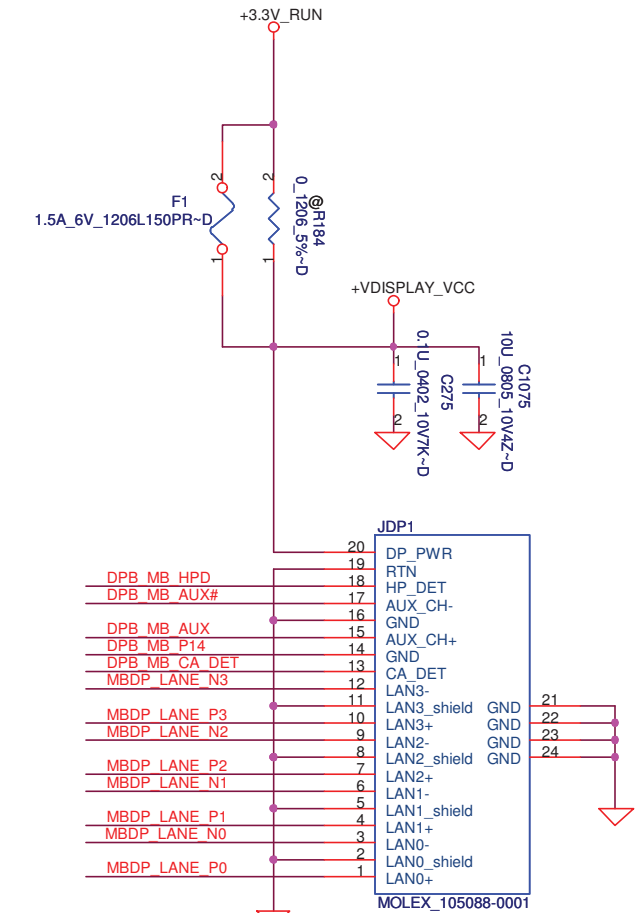 +3.3V_RUN
2
2
F1
1.5A_6V_1206L150PR~D
@R184
0_1206_5%~D
1
1
+VDISPLAY_VCC
1
1
0.1U_0402_10V7K~D
C275
10U_0805_10V4Z~D
C1075
2
2
JDP1
20 DP_PWR
19 RTN
DPB_MB_HPD 18 HP_DET
DPB_MB_AUX# 17 AUX_CH-
16 GND
DPB_MB_AUX 15 AUX_CH+
DPB_MB_P14 14 GND
DPB_MB_CA_DET 13 CA_DET
MBDP_LANE_N3 12 LAN3-
11 LAN3_shield GND 21
MBDP_LANE_P3 10 LAN3+ GND 22
MBDP_LANE_N2 9 LAN2- GND 23
8 LAN2_shield GND 24
MBDP_LANE_P2 7 LAN2+
MBDP_LANE_N1 6 LAN1-
5 LAN1_shield
MBDP_LANE_P1 4 LAN1+
MBDP_LANE_N0 3 LAN0-
2 LAN0_shield
MBDP_LANE_P0 1 LAN0+
MOLEX_105088-0001